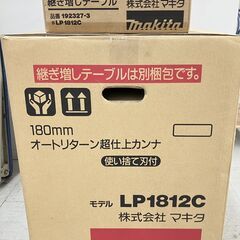 継ぎ増しテーブル
品番 192327-3
※LP1812C
makita
株式会社 マキタ
継ぎ増しテーブルは別梱包です。
180mm
オートリターン超仕上カンナ
使い捨て刃付
モデル LP1812C
株式会社 マキタ